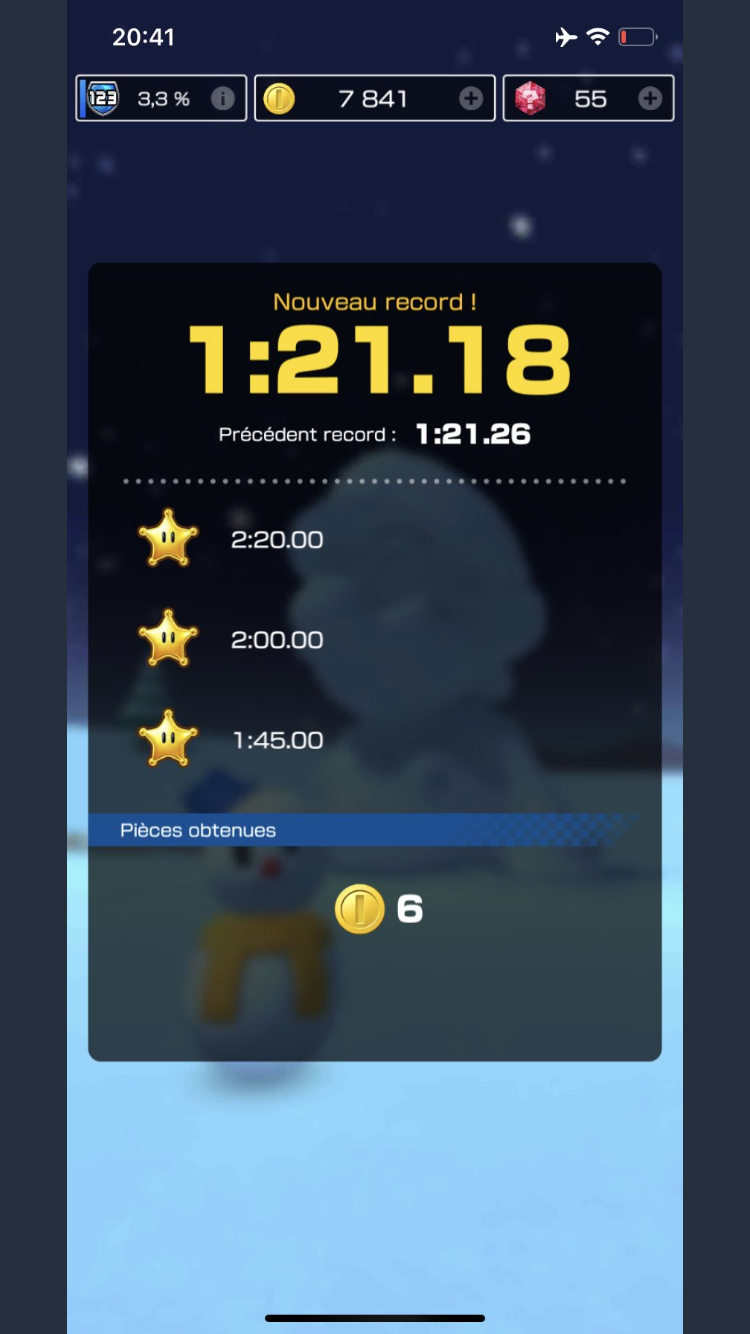 20:41
123 3,3 % i 7 841 55
Nouveau record !
1:21.18
Précédent record : 1:21.26
2:20.00
2:00.00
1:45.00
Pièces obtenues
6